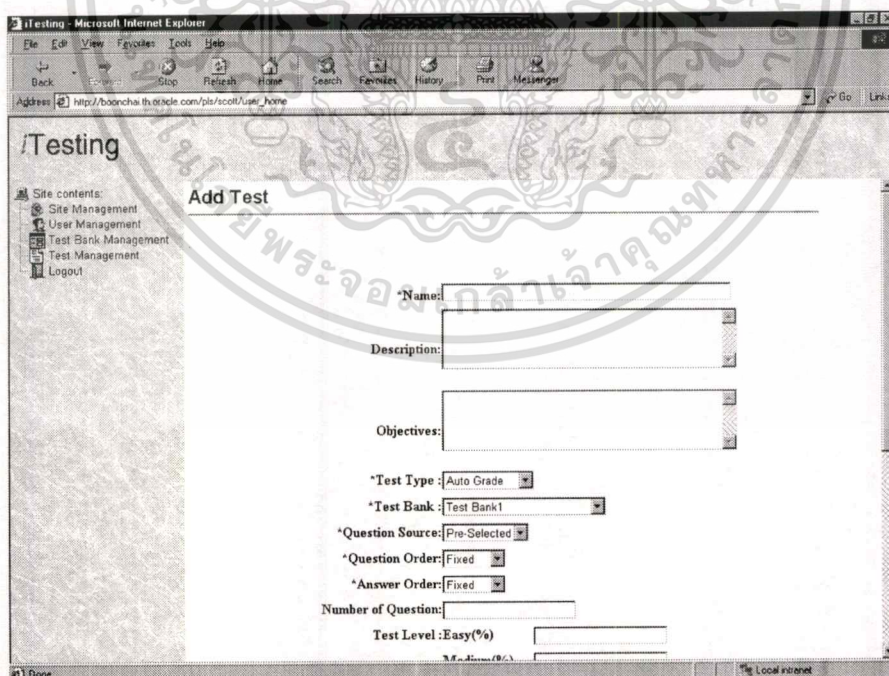 iTesting - Microsoft Internet Explorer
File Edit View Favorites Tools Help
Back Forward Stop Refresh Home Search Favorites History Print Messenger
Address http://boonchai.th.oracle.com/pls/scott/user_home Go Links
iTesting
Site contents:
Site Management
User Management
Test Bank Management
Test Management
Logout
Add Test
*Name:
Description:
Objectives:
*Test Type : Auto Grade
*Test Bank : Test Bank1
*Question Source: Pre-Selected
*Question Order: Fixed
*Answer Order: Fixed
Number of Question:
Test Level :Easy(%)
Medium(%)
Done Local intranet